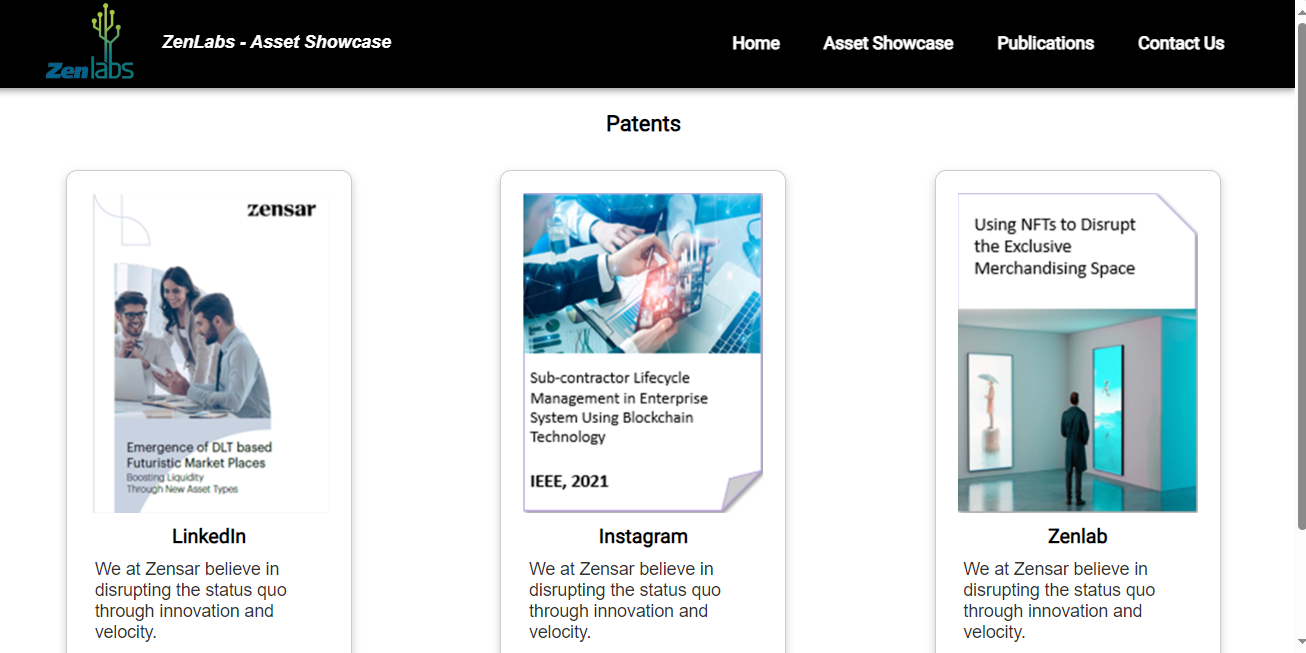 Zenlabs
ZenLabs - Asset Showcase
Home
Asset Showcase
Publications
Contact Us
Patents
zensar
Emergence of DLT based
Futuristic Market Places
Boosting Liquidity
Through New Asset Types
LinkedIn
We at Zensar believe in
disrupting the status quo
through innovation and
velocity.
Sub-contractor Lifecycle
Management in Enterprise
System Using Blockchain
Technology
IEEE, 2021
Instagram
We at Zensar believe in
disrupting the status quo
through innovation and
velocity.
Using NFTs to Disrupt
the Exclusive
Merchandising Space
Zenlab
We at Zensar believe in
disrupting the status quo
through innovation and
velocity.